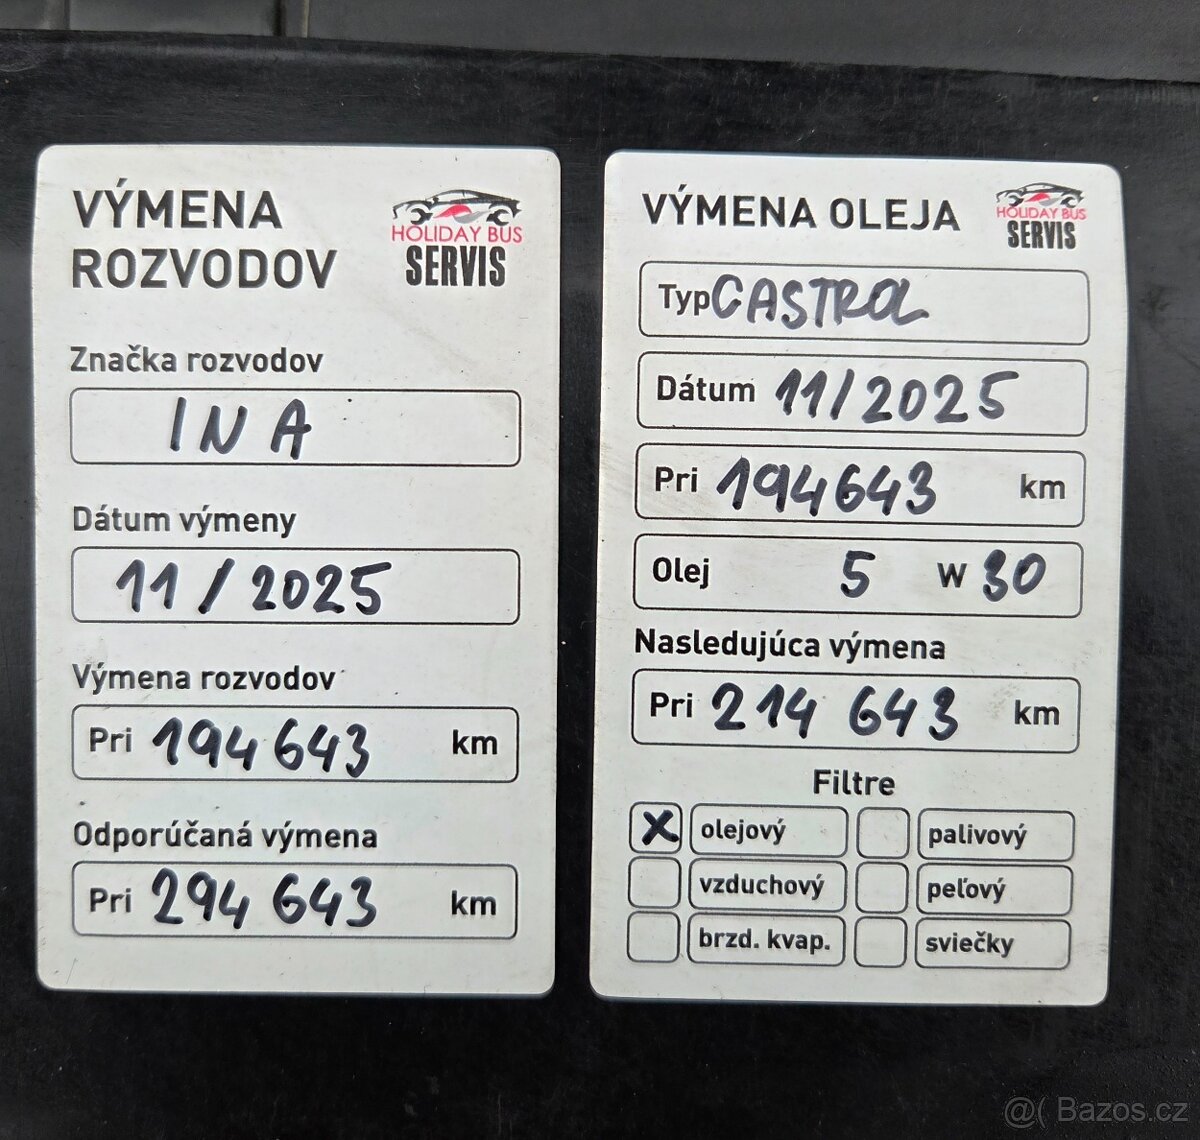 VÝMENA
ROZVODOV
HOLIDAY BUS
SERVIS
Značka rozvodov
INA
Dátum výmeny
11/2025
Výmena rozvodov
Pri 194 643 km
Odporúčaná výmena
Pri 294 643 km
VÝMENA OLEJA
HOLIDAY BUS
SERVIS
Typ CASTROL
Dátum 11/2025
Pri 194643 km
Olej 5 W 30
Nasledujúca výmena
Pri 214 643 km
Filtre
X olejový palivový
vzduchový peľový
brzd. kvap. sviečky
@( Bazos.cz